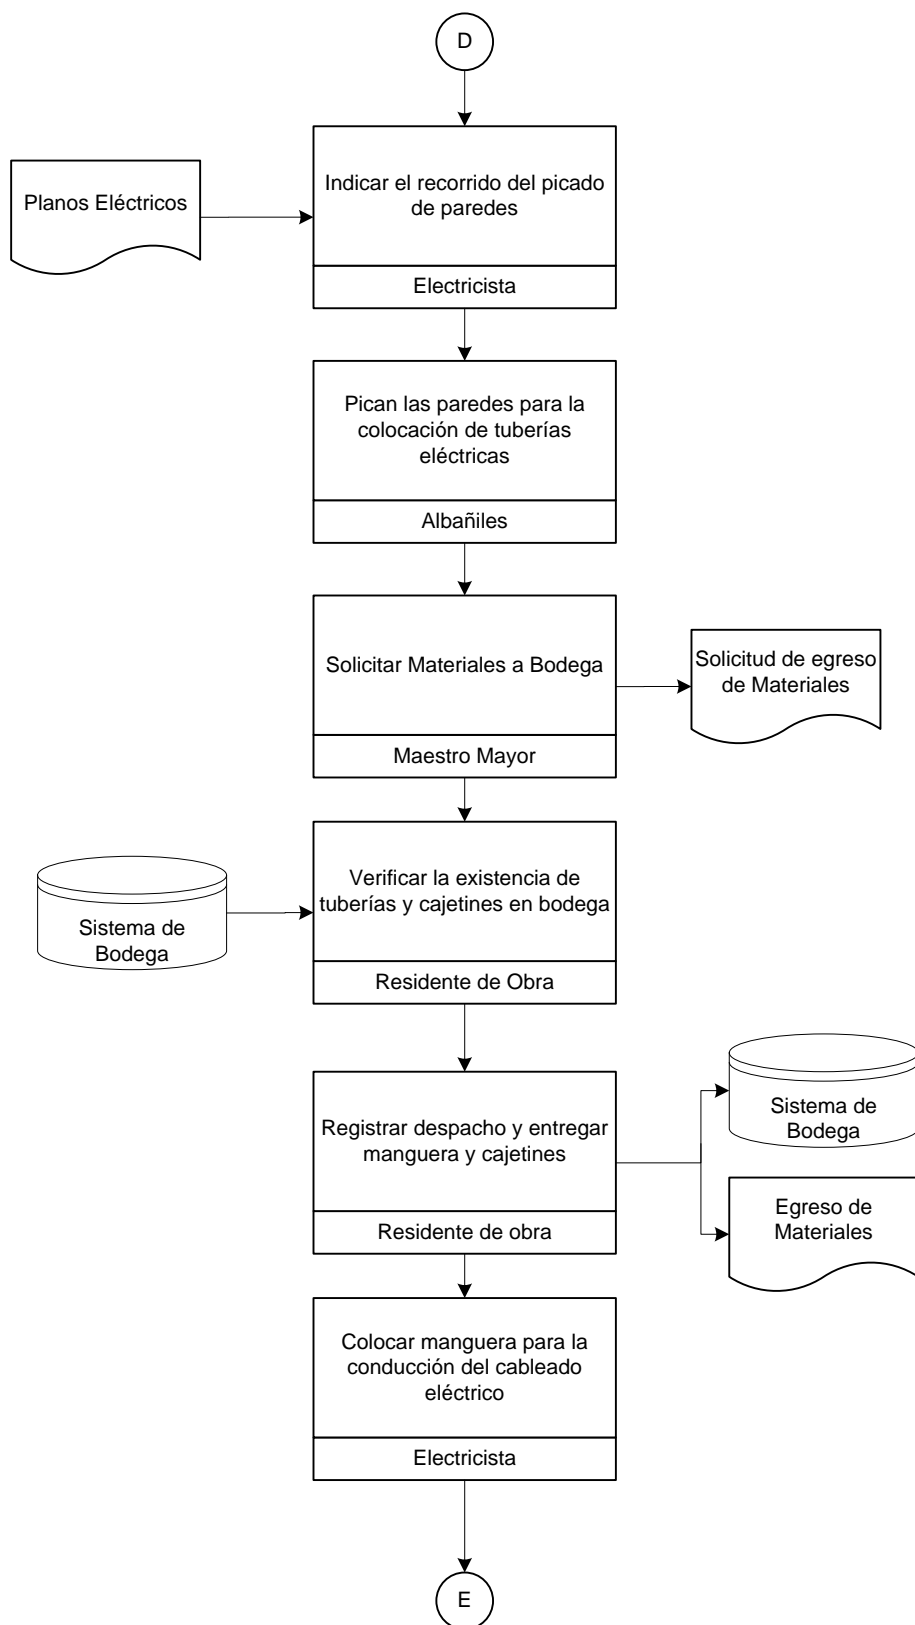 D
Planos Eléctricos
Indicar el recorrido del picado
de paredes
Electricista
Pican las paredes para la
colocación de tuberías
eléctricas
Albañiles
Solicitar Materiales a Bodega
Maestro Mayor
Solicitud de egreso
de Materiales
Sistema de
Bodega
Verificar la existencia de
tuberías y cajetines en bodega
Residente de Obra
Registrar despacho y entregar
manguera y cajetines
Residente de obra
Sistema de
Bodega
Egreso de
Materiales
Colocar manguera para la
conducción del cableado
eléctrico
Electricista
E